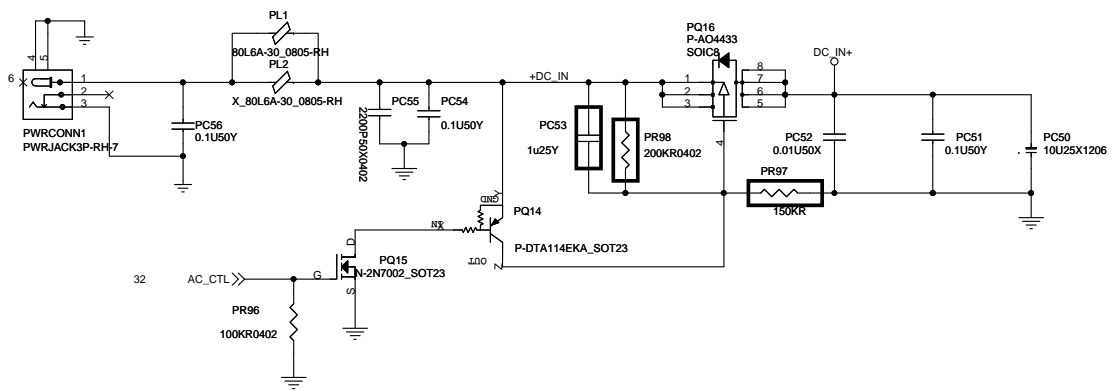 PL1
80L6A-30_0805-RH
PL2
X_80L6A-30_0805-RH
4
5
6
1
2
3
PWRCONN1
PWRJACK3P-RH-7
PC56
0.1U50Y
PC55
2200P50X0402
PC54
0.1U50Y
+DC_IN
PQ16
P-AO4433
SOIC8
1
2
3
8
7
6
5
4
DC_IN+
PC53
1u25Y
PR98
200KR0402
PR97
150KR
PC52
0.01U50X
PC51
0.1U50Y
PC50
10U25X1206
Y
GND
IN
X
PQ14
P-DTA114EKA_SOT23
OUT
Z
D
PQ15
N-2N7002_SOT23
G
S
32
AC_CTL
PR96
100KR0402